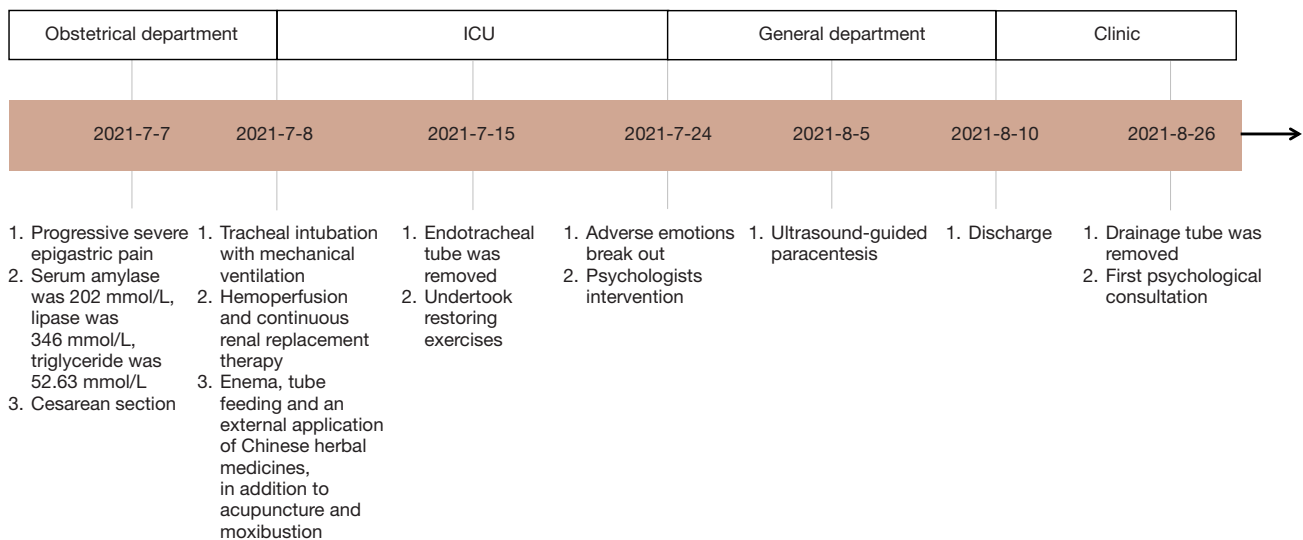 Obstetrical department
ICU
General department
Clinic
2021-7-7
2021-7-8
2021-7-15
2021-7-24
2021-8-5
2021-8-10
2021-8-26
1. Progressive severe
epigastric pain
2. Serum amylase
was 202 mmol/L,
lipase was
346 mmol/L,
triglyceride was
52.63 mmol/L
3. Cesarean section
1. Tracheal intubation
with mechanical
ventilation
2. Hemoperfusion
and continuous
renal replacement
therapy
3. Enema, tube
feeding and an
external application
of Chinese herbal
medicines,
in addition to
acupuncture and
moxibustion
1. Endotracheal
tube was
removed
2. Undertook
restoring
exercises
1. Adverse emotions
break out
2. Psychologists
intervention
1. Ultrasound-guided
paracentesis
1. Discharge
1. Drainage tube was
removed
2. First psychological
consultation